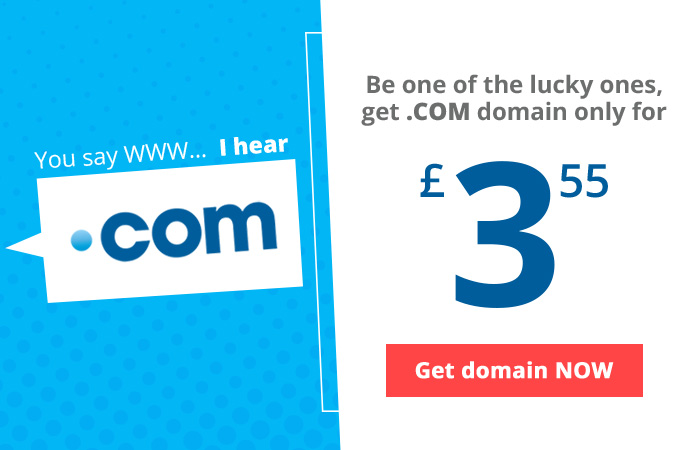 You say WWW... I hear
.com
Be one of the lucky ones,
get .COM domain only for
£3 55
Get domain NOW